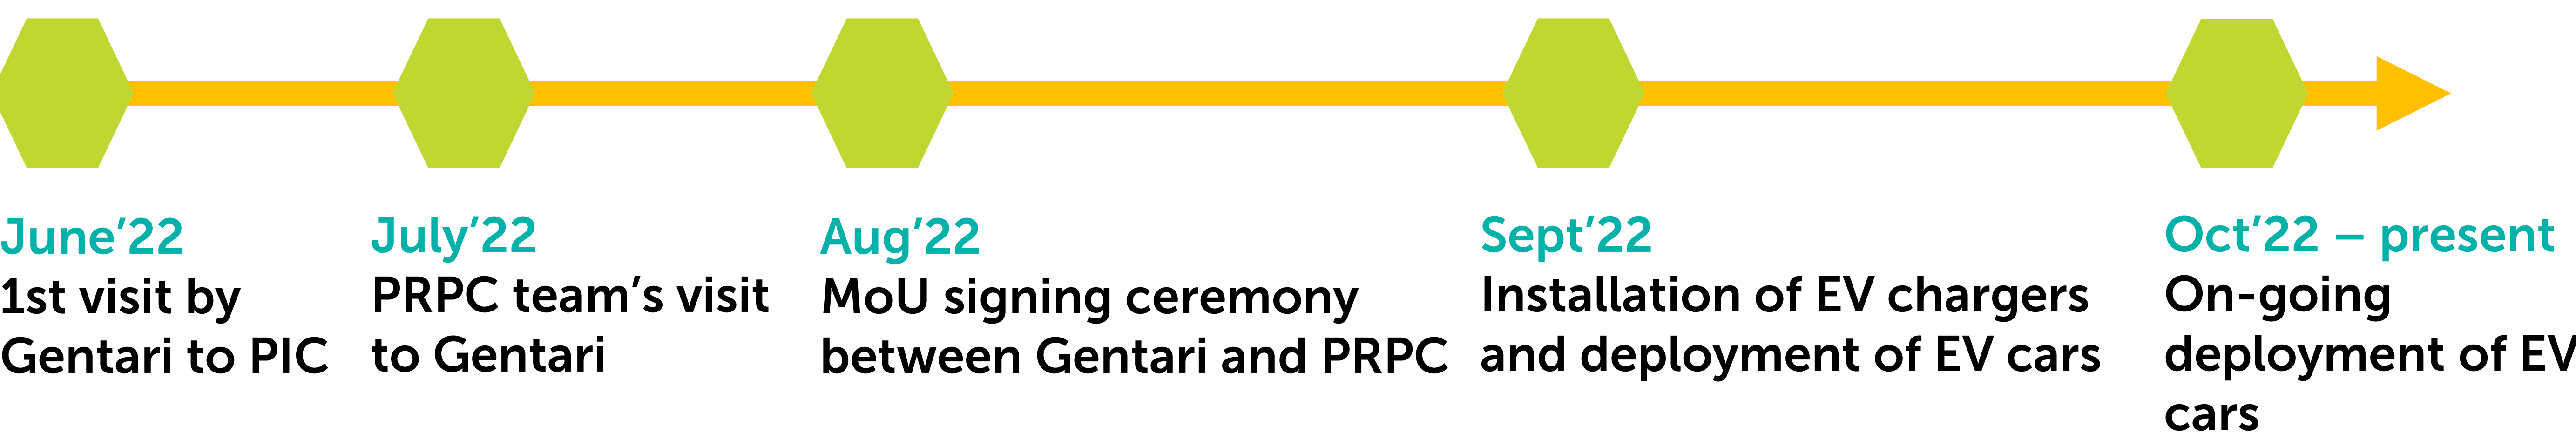 June’22
1st visit by
Gentari to PIC
July’22
PRPC team’s visit
to Gentari
Aug’22
MoU signing ceremony
between Gentari and PRPC
Sept’22
Installation of EV chargers
and deployment of EV cars
Oct’22 – present
On-going
deployment of EV
cars